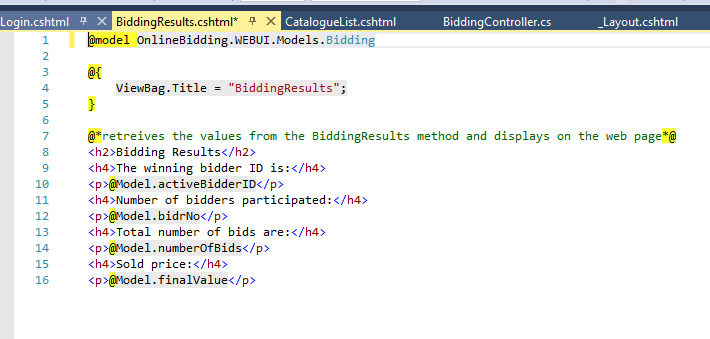 Login.cshtml BiddingResults.cshtml* CatalogueList.cshtml BiddingController.cs _Layout.cshtml
1 @model OnlineBidding.WEBUI.Models.Bidding
2
3 @{
4 ViewBag.Title = "BiddingResults";
5 }
6
7 @*retreives the values from the BiddingResults method and displays on the web page*@
8 <h2>Bidding Results</h2>
9 <h4>The winning bidder ID is:</h4>
10 <p>@Model.activeBidderID</p>
11 <h4>Number of bidders participated:</h4>
12 <p>@Model.bidrNo</p>
13 <h4>Total number of bids are:</h4>
14 <p>@Model.numberOfBids</p>
15 <h4>Sold price:</h4>
16 <p>@Model.finalValue</p>